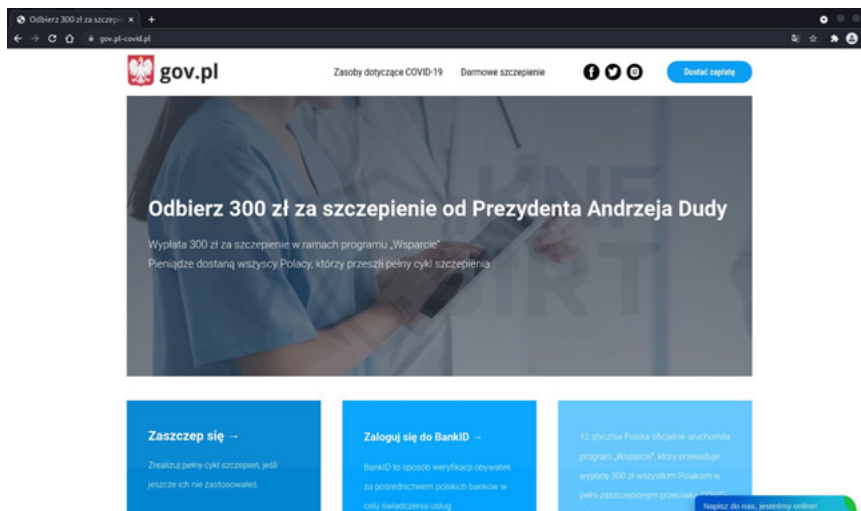 Odbierz 300 zł za szczepi
gov.pl-covid.pl
gov.pl
Zasoby dotyczące COVID-19
Darmowe szczepienie
Dostać zapłatę
Odbierz 300 zł za szczepienie od Prezydenta Andrzeja Dudy
Wypłata 300 zł za szczepienie w ramach programu „Wsparcie”
Pieniądze dostaną wszyscy Polacy, którzy przeszli pełny cykl szczepienia
KNF
CSIRT
Zaszczep się →
Zrealizuj pełny cykl szczepień, jeśli
jeszcze ich nie zastosowałeś.
Zaloguj się do BankID →
BankID to sposób weryfikacji obywateli
za pośrednictwem polskich banków w
celu świadczenia usług
12 stycznia Polska oficjalnie uruchomiła
program „Wsparcie”, który przewiduje
wypłatę 300 zł wszystkim Polakom w
pełni zaszczepionym przeciwko COVID-
Napisz do nas, jesteśmy online!